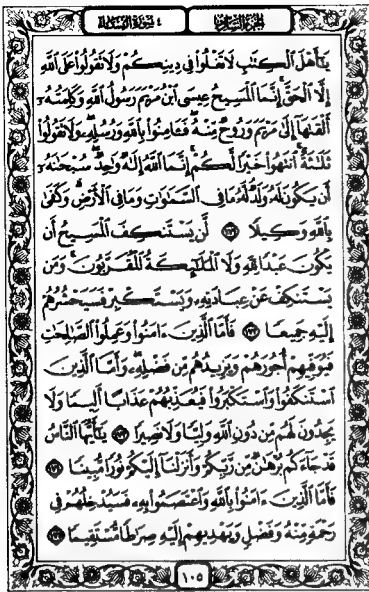 الجزء السادس
٤ سورة النساء
يَـٰٓأَهْلَ ٱلْكِتَـٰبِ لَا تَغْلُوا۟ فِى دِينِكُمْ وَلَا تَقُولُوا۟ عَلَى ٱللَّهِ
إِلَّا ٱلْحَقَّ ۚ إِنَّمَا ٱلْمَسِيحُ عِيسَى ٱبْنُ مَرْيَمَ رَسُولُ ٱللَّهِ وَكَلِمَتُهُۥٓ
أَلْقَىٰهَآ إِلَىٰ مَرْيَمَ وَرُوحٌ مِّنْهُ ۖ فَـَٔامِنُوا۟ بِٱللَّهِ وَرُسُلِهِۦ ۖ وَلَا تَقُولُوا۟
ثَلَـٰثَةٌ ۚ ٱنتَهُوا۟ خَيْرًا لَّكُمْ ۚ إِنَّمَا ٱللَّهُ إِلَـٰهٌ وَٰحِدٌ ۖ سُبْحَـٰنَهُۥٓ
أَن يَكُونَ لَهُۥ وَلَدٌ ۘ لَّهُۥ مَا فِى ٱلسَّمَـٰوَٰتِ وَمَا فِى ٱلْأَرْضِ ۗ وَكَفَىٰ
بِٱللَّهِ وَكِيلًا ﴿١٧١﴾ لَّن يَسْتَنكِفَ ٱلْمَسِيحُ أَن
يَكُونَ عَبْدًا لِّلَّهِ وَلَا ٱلْمَلَـٰٓئِكَةُ ٱلْمُقَرَّبُونَ ۚ وَمَن
يَسْتَنكِفْ عَنْ عِبَادَتِهِۦ وَيَسْتَكْبِرْ فَسَيَحْشُرُهُمْ
إِلَيْهِ جَمِيعًا ﴿١٧٢﴾ فَأَمَّا ٱلَّذِينَ ءَامَنُوا۟ وَعَمِلُوا۟ ٱلصَّـٰلِحَـٰتِ
فَيُوَفِّيهِمْ أُجُورَهُمْ وَيَزِيدُهُم مِّن فَضْلِهِۦ ۖ وَأَمَّا ٱلَّذِينَ
ٱسْتَنكَفُوا۟ وَٱسْتَكْبَرُوا۟ فَيُعَذِّبُهُمْ عَذَابًا أَلِيمًا وَلَا
يَجِدُونَ لَهُم مِّن دُونِ ٱللَّهِ وَلِيًّا وَلَا نَصِيرًا ﴿١٧٣﴾ يَـٰٓأَيُّهَا ٱلنَّاسُ
قَدْ جَآءَكُم بُرْهَـٰنٌ مِّن رَّبِّكُمْ وَأَنزَلْنَآ إِلَيْكُمْ نُورًا مُّبِينًا ﴿١٧٤﴾
فَأَمَّا ٱلَّذِينَ ءَامَنُوا۟ بِٱللَّهِ وَٱعْتَصَمُوا۟ بِهِۦ فَسَيُدْخِلُهُمْ فِى
رَحْمَةٍ مِّنْهُ وَفَضْلٍ وَيَهْدِيهِمْ إِلَيْهِ صِرَٰطًا مُّسْتَقِيمًا ﴿١٧٥﴾
١٠٥